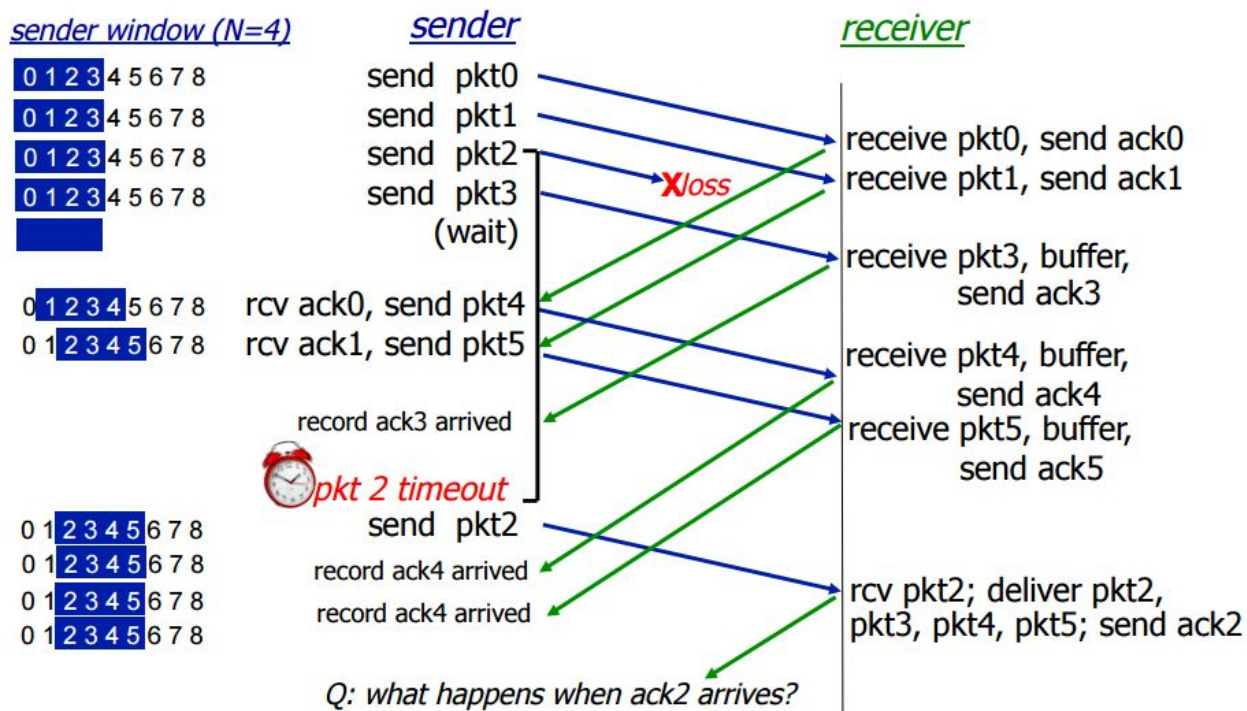 sender window (N=4)
sender
receiver
0 1 2 3 4 5 6 7 8
send pkt0
0 1 2 3 4 5 6 7 8
send pkt1
0 1 2 3 4 5 6 7 8
send pkt2
0 1 2 3 4 5 6 7 8
send pkt3
(wait)
Xloss
receive pkt0, send ack0
receive pkt1, send ack1
receive pkt3, buffer,
send ack3
0 1 2 3 4 5 6 7 8
rcv ack0, send pkt4
0 1 2 3 4 5 6 7 8
rcv ack1, send pkt5
receive pkt4, buffer,
send ack4
receive pkt5, buffer,
send ack5
record ack3 arrived
pkt 2 timeout
0 1 2 3 4 5 6 7 8
send pkt2
0 1 2 3 4 5 6 7 8
record ack4 arrived
0 1 2 3 4 5 6 7 8
record ack4 arrived
0 1 2 3 4 5 6 7 8
rcv pkt2; deliver pkt2,
pkt3, pkt4, pkt5; send ack2
Q: what happens when ack2 arrives?